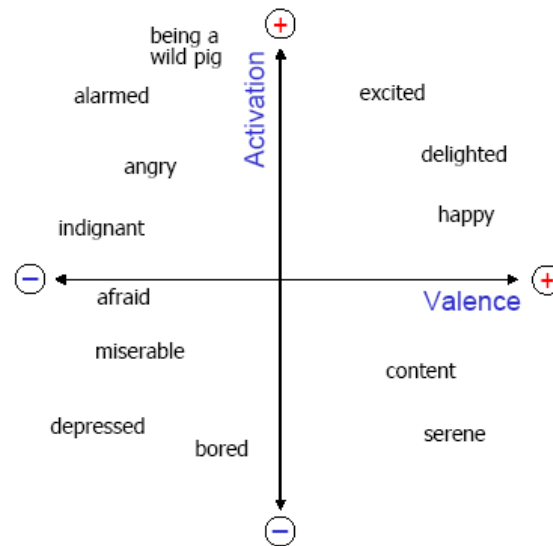 being a
wild pig
+
alarmed
excited
Activation
angry
delighted
happy
indignant
−
+
afraid
Valence
miserable
content
depressed
serene
bored
−